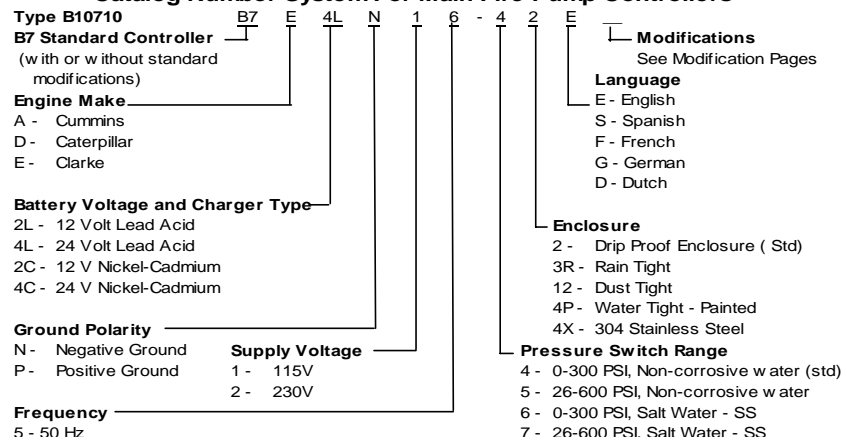 Catalog Number System For Main Fire Pump Controllers
Type B10710 B7 E 4L N 1 6 - 4 2 E _
B7 Standard Controller
(with or without standard
modifications)
Engine Make
A - Cummins
D - Caterpillar
E - Clarke
Battery Voltage and Charger Type
2L - 12 Volt Lead Acid
4L - 24 Volt Lead Acid
2C - 12 V Nickel-Cadmium
4C - 24 V Nickel-Cadmium
Ground Polarity
N - Negative Ground
P - Positive Ground
Supply Voltage
1 - 115V
2 - 230V
Frequency
5 - 50 Hz
Modifications
See Modification Pages
Language
E - English
S - Spanish
F - French
G - German
D - Dutch
Enclosure
2 - Drip Proof Enclosure ( Std)
3R - Rain Tight
12 - Dust Tight
4P - Water Tight - Painted
4X - 304 Stainless Steel
Pressure Switch Range
4 - 0-300 PSI, Non-corrosive water (std)
5 - 26-600 PSI, Non-corrosive water
6 - 0-300 PSI, Salt Water - SS
7 - 26-600 PSI, Salt Water - SS